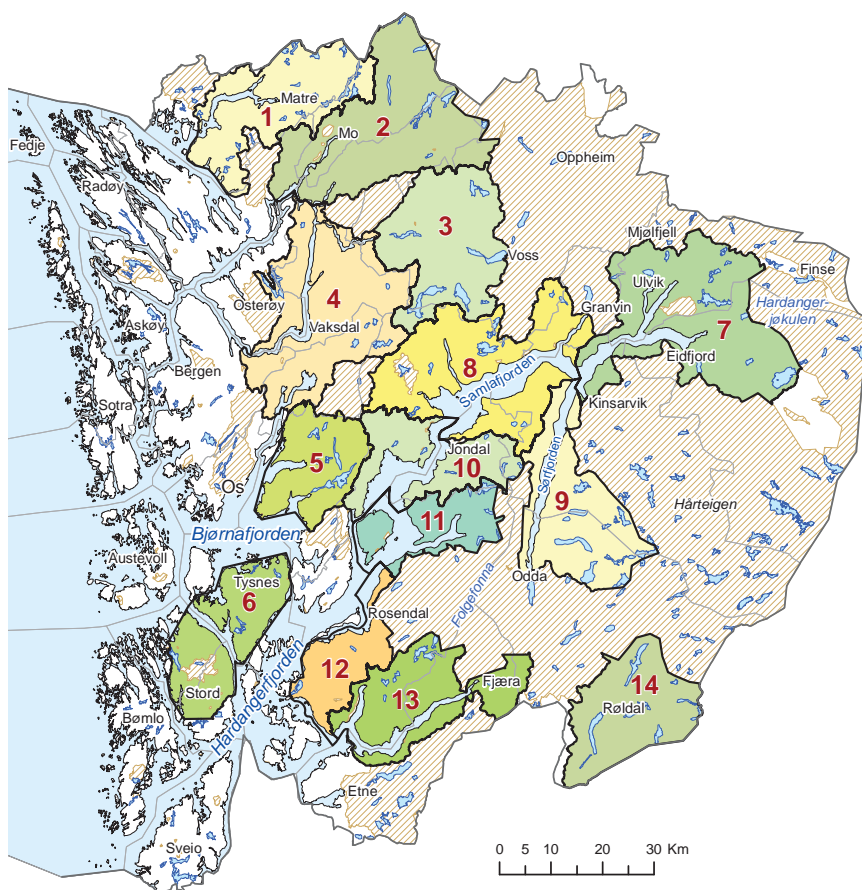 Matre
1
Mo
2
Fedje
Oppheim
Radøy
3
Mjølfjell
Voss
Finse
Ulvik
Osterøy
4
Granvin
Hardanger-
jøkulen
Askøy
Vaksdal
7
Eidfjord
Bergen
8
Samlafjorden
Sotra
Kinsarvik
Jondal
5
10
Sørfjorden
Os
9
Hårteigen
11
Bjørnafjorden
Austevoll
Tysnes
Odda
6
Folgefonna
Rosendal
Hardangerfjorden
12
Fjæra
14
Stord
13
Røldal
Bømlo
Etne
Sveio
0 5 10 20 30 Km